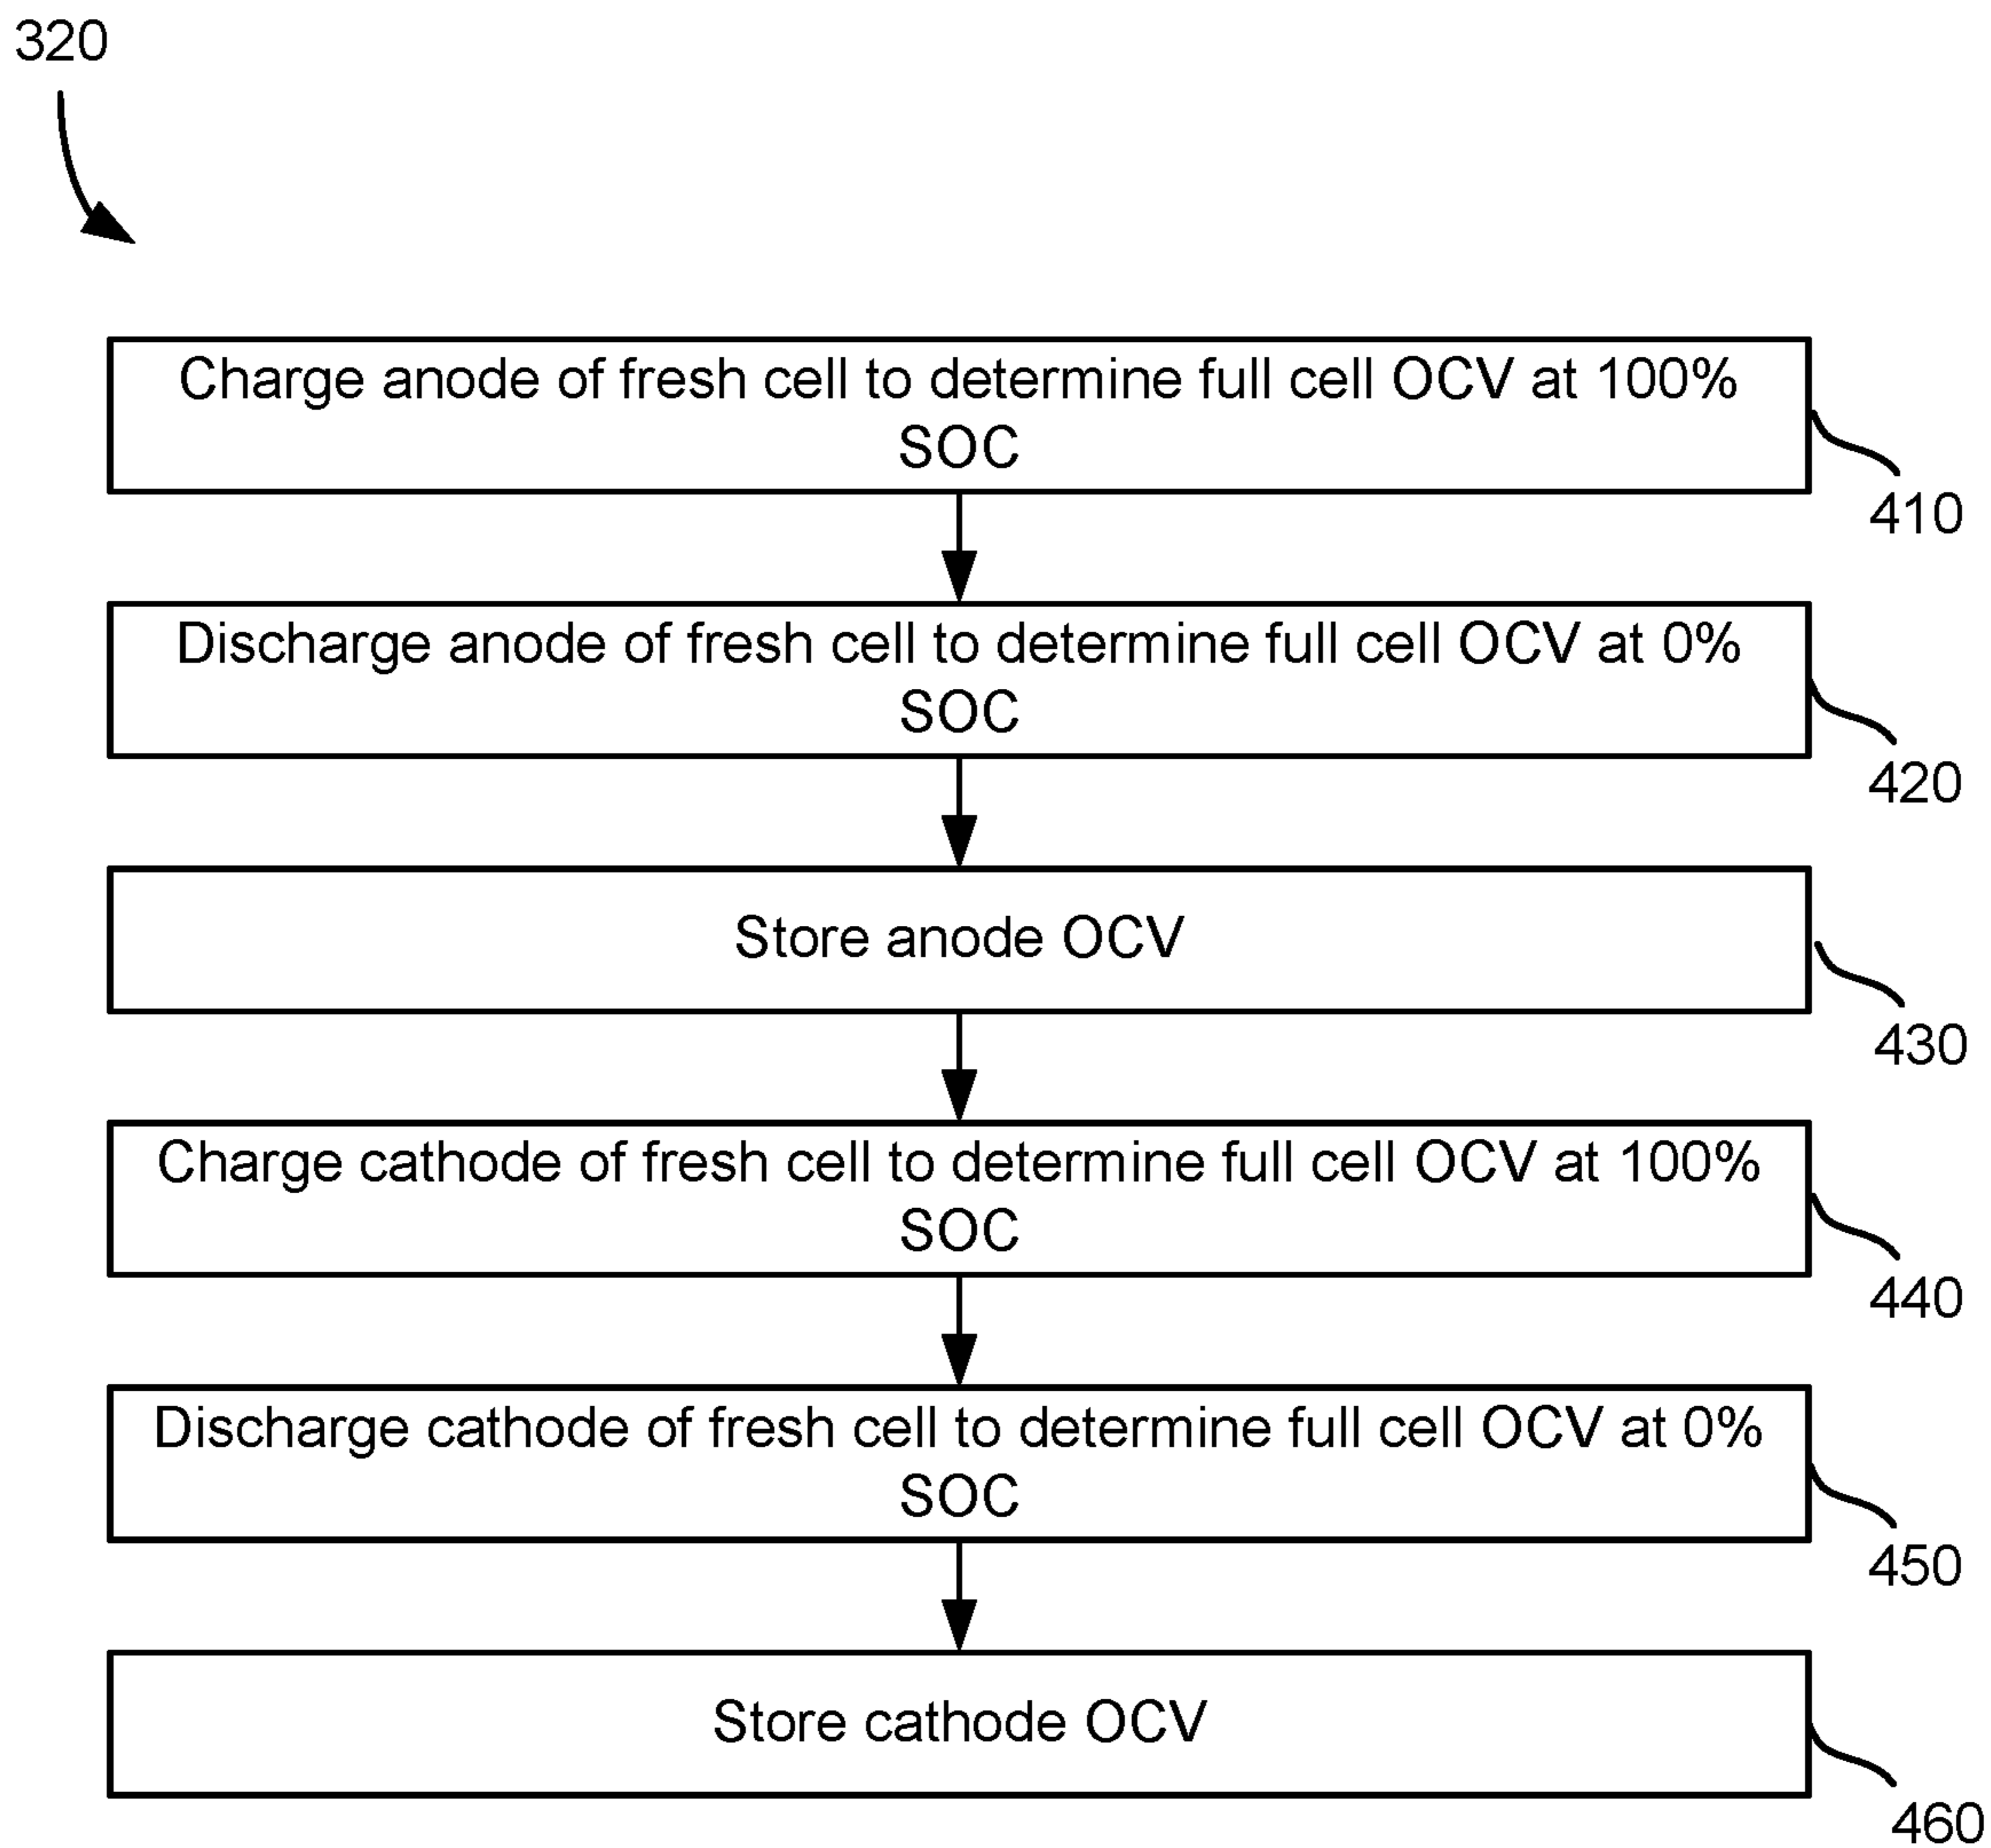 320
Charge anode of fresh cell to determine full cell OCV at 100%
SOC
410
Discharge anode of fresh cell to determine full cell OCV at 0%
SOC
420
Store anode OCV
430
Charge cathode of fresh cell to determine full cell OCV at 100%
SOC
440
Discharge cathode of fresh cell to determine full cell OCV at 0%
SOC
450
Store cathode OCV
460